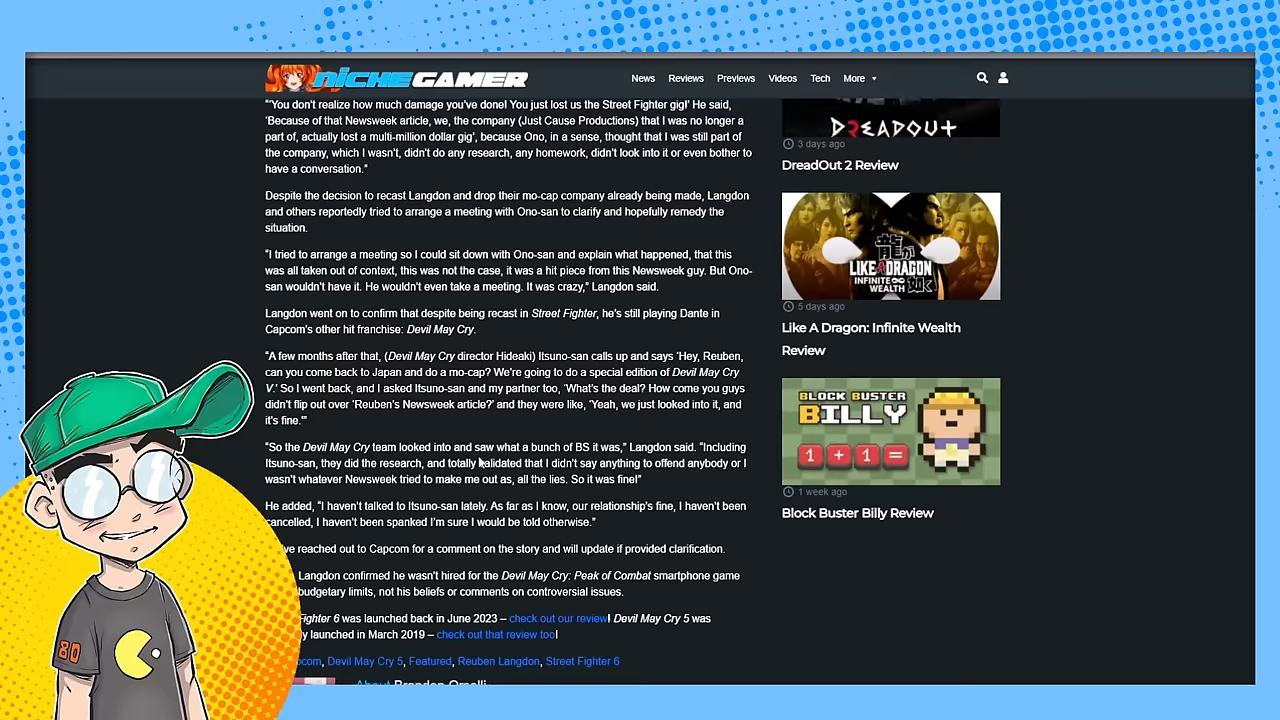 NICHEGAMER
News Reviews Previews Videos Tech More
"'You don't realize how much damage you've done! You just lost us the Street Fighter gig!' He said,
'Because of that Newsweek article, we, the company (Just Cause Productions) that I was no longer a
part of, actually lost a multi-million dollar gig', because Ono, in a sense, thought that I was still part of
the company, which I wasn't, didn't do any research, any homework, didn't look into it or even bother to
have a conversation."
Despite the decision to recast Langdon and drop their mo-cap company already being made, Langdon
and others reportedly tried to arrange a meeting with Ono-san to clarify and hopefully remedy the
situation.
"I tried to arrange a meeting so I could sit down with Ono-san and explain what happened, that this
was all taken out of context, this was not the case, it was a hit piece from this Newsweek guy. But Ono-
san wouldn't have it. He wouldn't even take a meeting. It was crazy," Langdon said.
Langdon went on to confirm that despite being recast in Street Fighter, he's still playing Dante in
Capcom's other hit franchise: Devil May Cry.
"A few months after that, (Devil May Cry director Hideaki) Itsuno-san calls up and says 'Hey, Reuben,
can you come back to Japan and do a mo-cap? We're going to do a special edition of Devil May Cry
V.' So I went back, and I asked Itsuno-san and my partner too, 'What's the deal? How come you guys
didn't flip out over 'Reuben's Newsweek article?' and they were like, 'Yeah, we just looked into it, and
it's fine.'"
"So the Devil May Cry team looked into and saw what a bunch of BS it was," Langdon said. "Including
Itsuno-san, they did the research, and totally validated that I didn't say anything to offend anybody or I
wasn't whatever Newsweek tried to make me out as, all the lies. So it was fine!"
He added, "I haven't talked to Itsuno-san lately. As far as I know, our relationship's fine, I haven't been
cancelled, I haven't been spanked I'm sure I would be told otherwise."
've reached out to Capcom for a comment on the story and will update if provided clarification.
Langdon confirmed he wasn't hired for the Devil May Cry: Peak of Combat smartphone game
budgetary limits, not his beliefs or comments on controversial issues.
Fighter 6 was launched back in June 2023 – check out our review! Devil May Cry 5 was
launched in March 2019 – check out that review too!
com, Devil May Cry 5, Featured, Reuben Langdon, Street Fighter 6
About
DREADOUT
3 days ago
DreadOut 2 Review
龍が
如く
LIKE A DRAGON
INFINITE WEALTH
5 days ago
Like A Dragon: Infinite Wealth
Review
BLOCK BUSTER
BILLY
1 + 1 =
1 week ago
Block Buster Billy Review
80